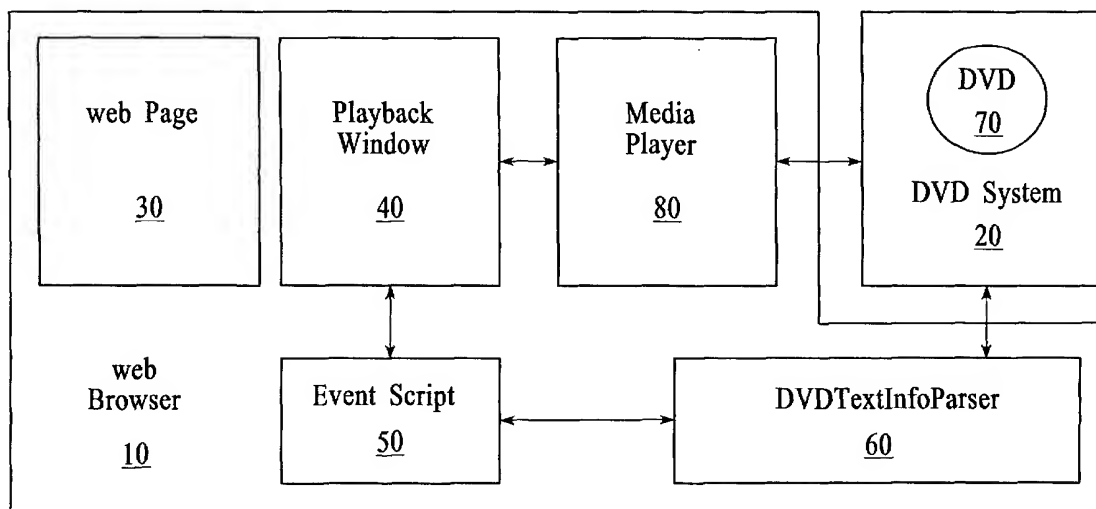 web Page
30
Playback
Window
40
Media
Player
80
DVD
70
DVD System
20
web
Browser
10
Event Script
50
DVDTextInfoParser
60